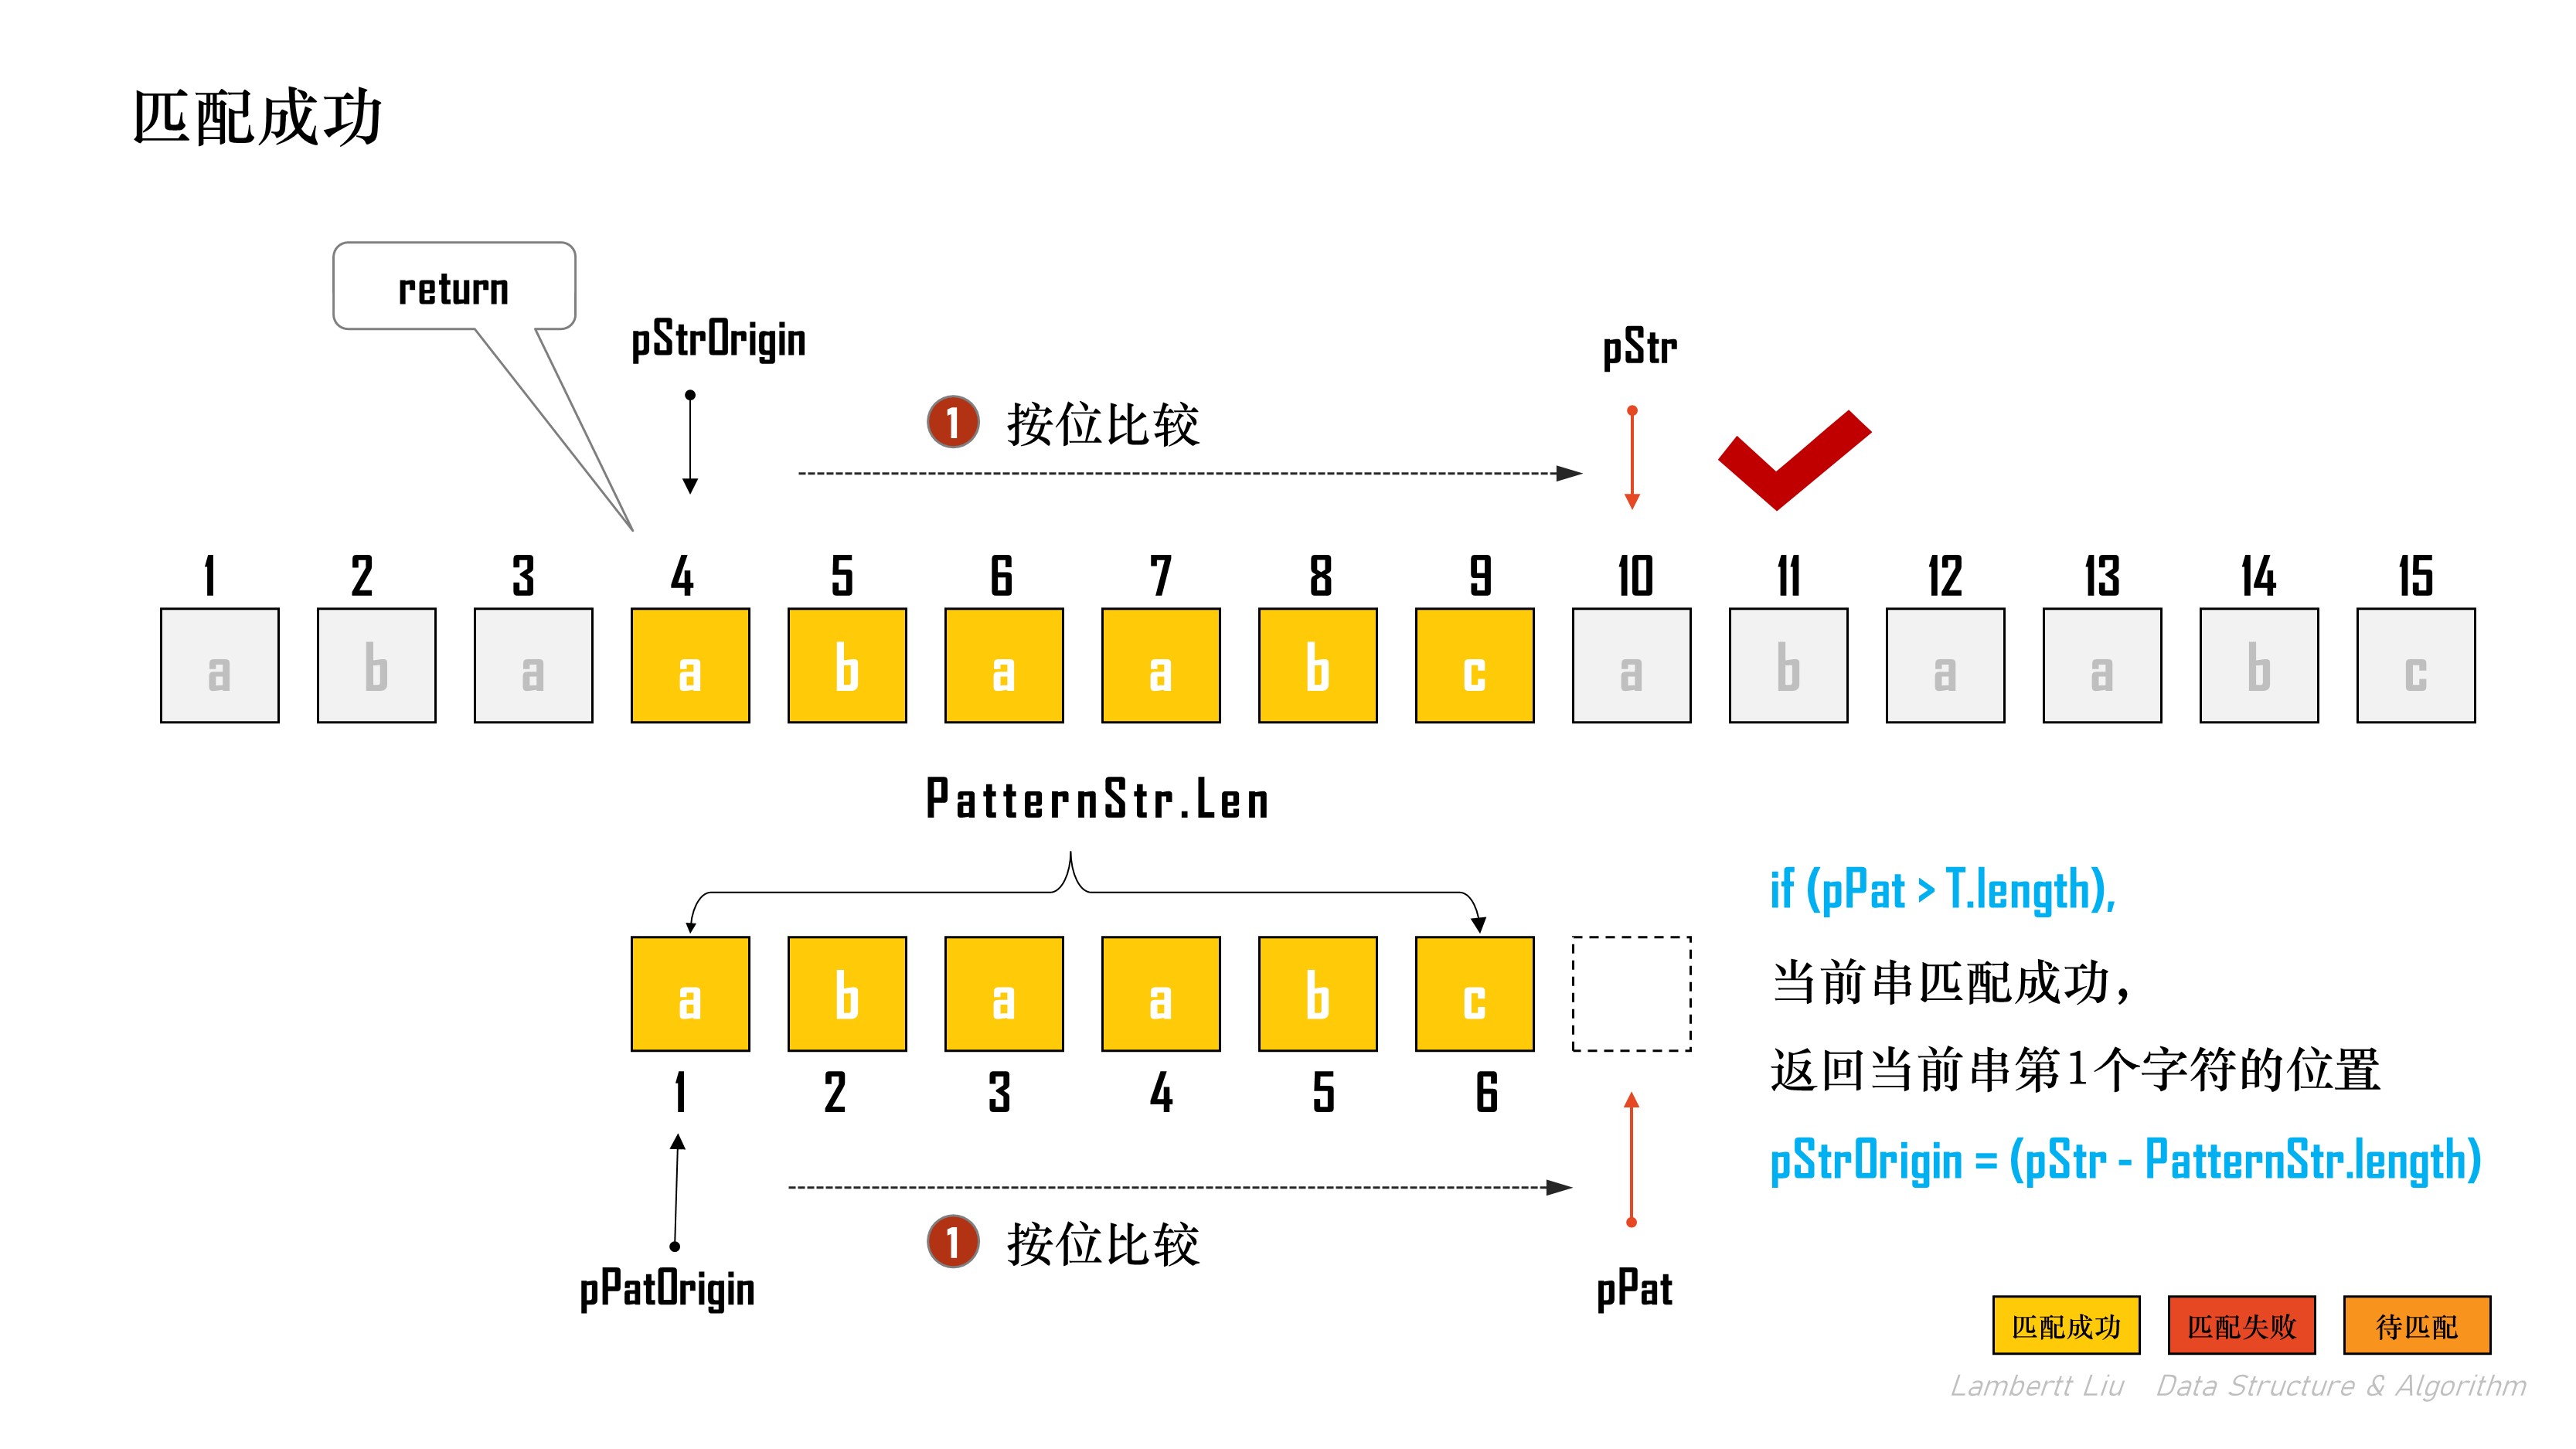 匹配成功
return
pStrOrigin
pStr
1 按位比较
1 2 3 4 5 6 7 8 9 10 11 12 13 14 15
a b a a b a a b c a b a a b c
PatternStr.Len
a b a a b c
1 2 3 4 5 6
if (pPat > T.length),
当前串匹配成功，
返回当前串第1个字符的位置
pStrOrigin = (pStr - PatternStr.length)
1 按位比较
pPatOrigin
pPat
匹配成功 匹配失败 待匹配
Lambertt Liu Data Structure & Algorithm